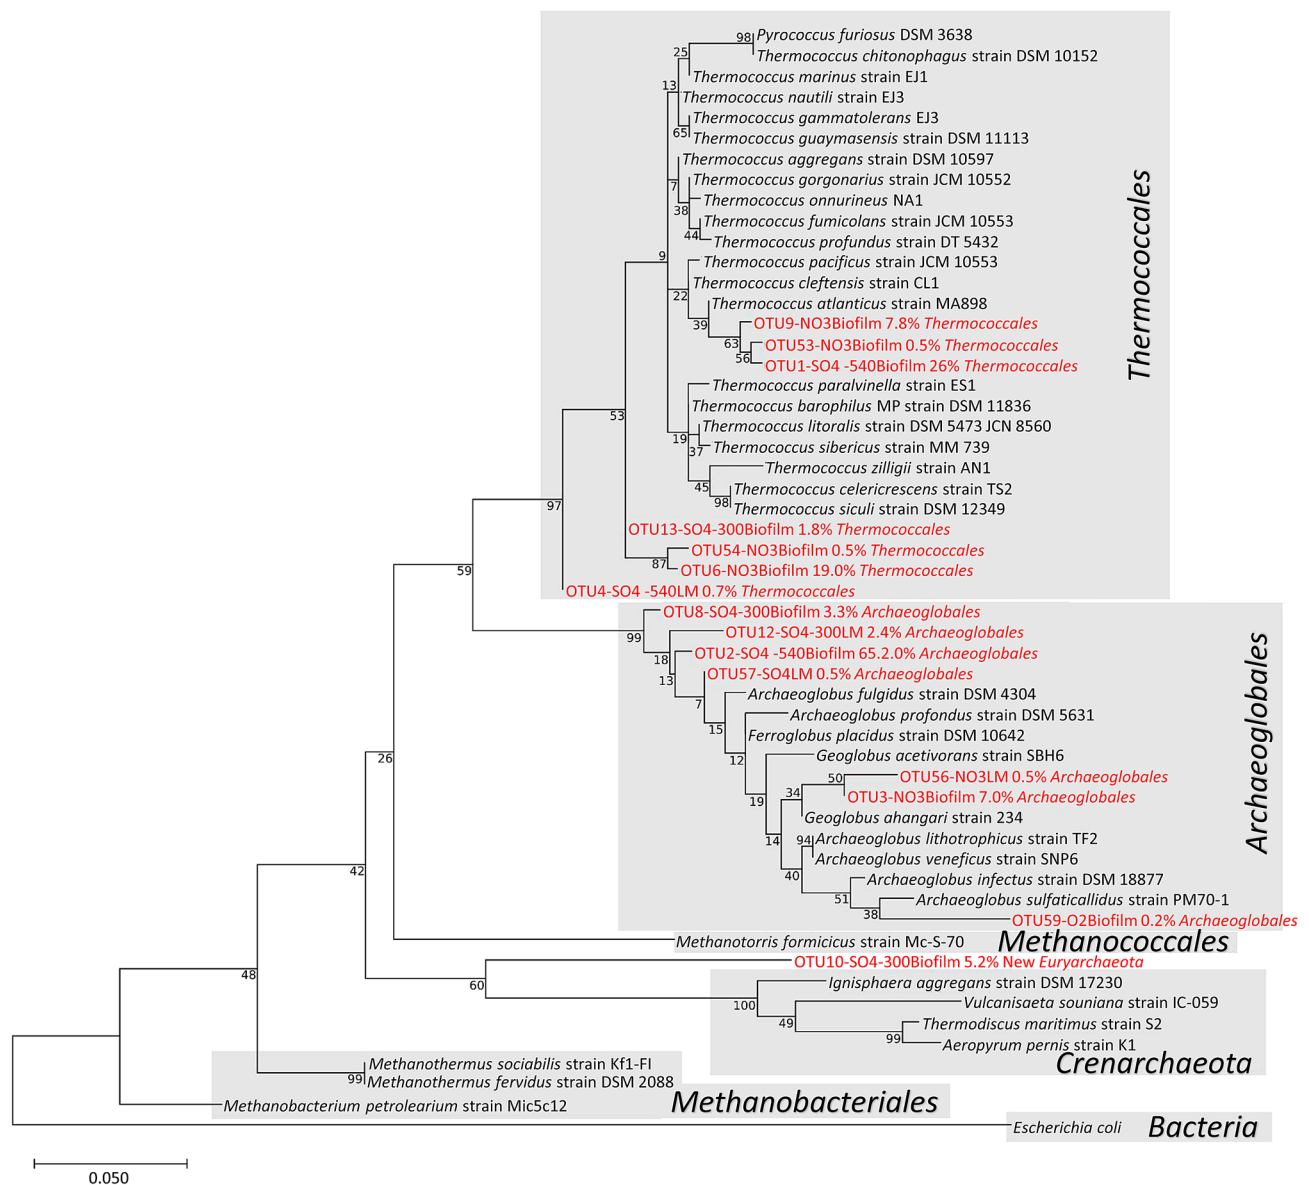 98
Pyrococcus furiosus DSM 3638
25
Thermococcus chitonophagus strain DSM 10152
Thermococcus marinus strain EJ1
13
Thermococcus nautili strain EJ3
Thermococcus gammatolerans EJ3
65
Thermococcus guaymasensis strain DSM 11113
Thermococcus aggregans strain DSM 10597
7
Thermococcus gorgonarius strain JCM 10552
Thermococcus onnurineus NA1
38
Thermococcus fumicolans strain JCM 10553
44
Thermococcus profundus strain DT 5432
9
Thermococcus pacificus strain JCM 10553
Thermococcus cleftensis strain CL1
22
Thermococcus atlanticus strain MA898
39
OTU9-NO3Biofilm 7.8% Thermococcales
63
OTU53-NO3Biofilm 0.5% Thermococcales
56
OTU1-SO4 -540Biofilm 26% Thermococcales
Thermococcales
Thermococcus paralvinella strain ES1
Thermococcus barophilus MP strain DSM 11836
53
Thermococcus litoralis strain DSM 5473 JCN 8560
19
37
Thermococcus sibericus strain MM 739
Thermococcus zilligii strain AN1
45
Thermococcus celericrescens strain TS2
98
Thermococcus siculi strain DSM 12349
97
OTU13-SO4-300Biofilm 1.8% Thermococcales
OTU54-NO3Biofilm 0.5% Thermococcales
87
OTU6-NO3Biofilm 19.0% Thermococcales
59
OTU4-SO4 -540LM 0.7% Thermococcales
OTU8-SO4-300Biofilm 3.3% Archaeoglobales
99
OTU12-SO4-300LM 2.4% Archaeoglobales
18
OTU2-SO4 -540Biofilm 65.2.0% Archaeoglobales
13
OTU57-SO4LM 0.5% Archaeoglobales
7
Archaeoglobus fulgidus strain DSM 4304
15
Archaeoglobus profondus strain DSM 5631
Ferroglobus placidus strain DSM 10642
12
Archaeoglobales
26
Geoglobus acetivorans strain SBH6
50
OTU56-NO3LM 0.5% Archaeoglobales
34
OTU3-NO3Biofilm 7.0% Archaeoglobales
19
Geoglobus ahangari strain 234
14
94
Archaeoglobus lithotrophicus strain TF2
Archaeoglobus veneficus strain SNP6
42
40
Archaeoglobus infectus strain DSM 18877
51
Archaeoglobus sulfaticallidus strain PM70-1
38
OTU59-O2Biofilm 0.2% Archaeoglobales
Methanotorris formicicus strain Mc-S-70 Methanococcales
OTU10-SO4-300Biofilm 5.2% New Euryarchaeota
48
60
Ignisphaera aggregans strain DSM 17230
100
Vulcanisaeta souniana strain IC-059
49
Thermodiscus maritimus strain S2
99
Aeropyrum pernis strain K1
Crenarchaeota
Methanothermus sociabilis strain Kf1-FI
99
Methanothermus fervidus strain DSM 2088
Methanobacterium petrolearium strain Mic5c12 Methanobacteriales
Escherichia coli Bacteria
0.050